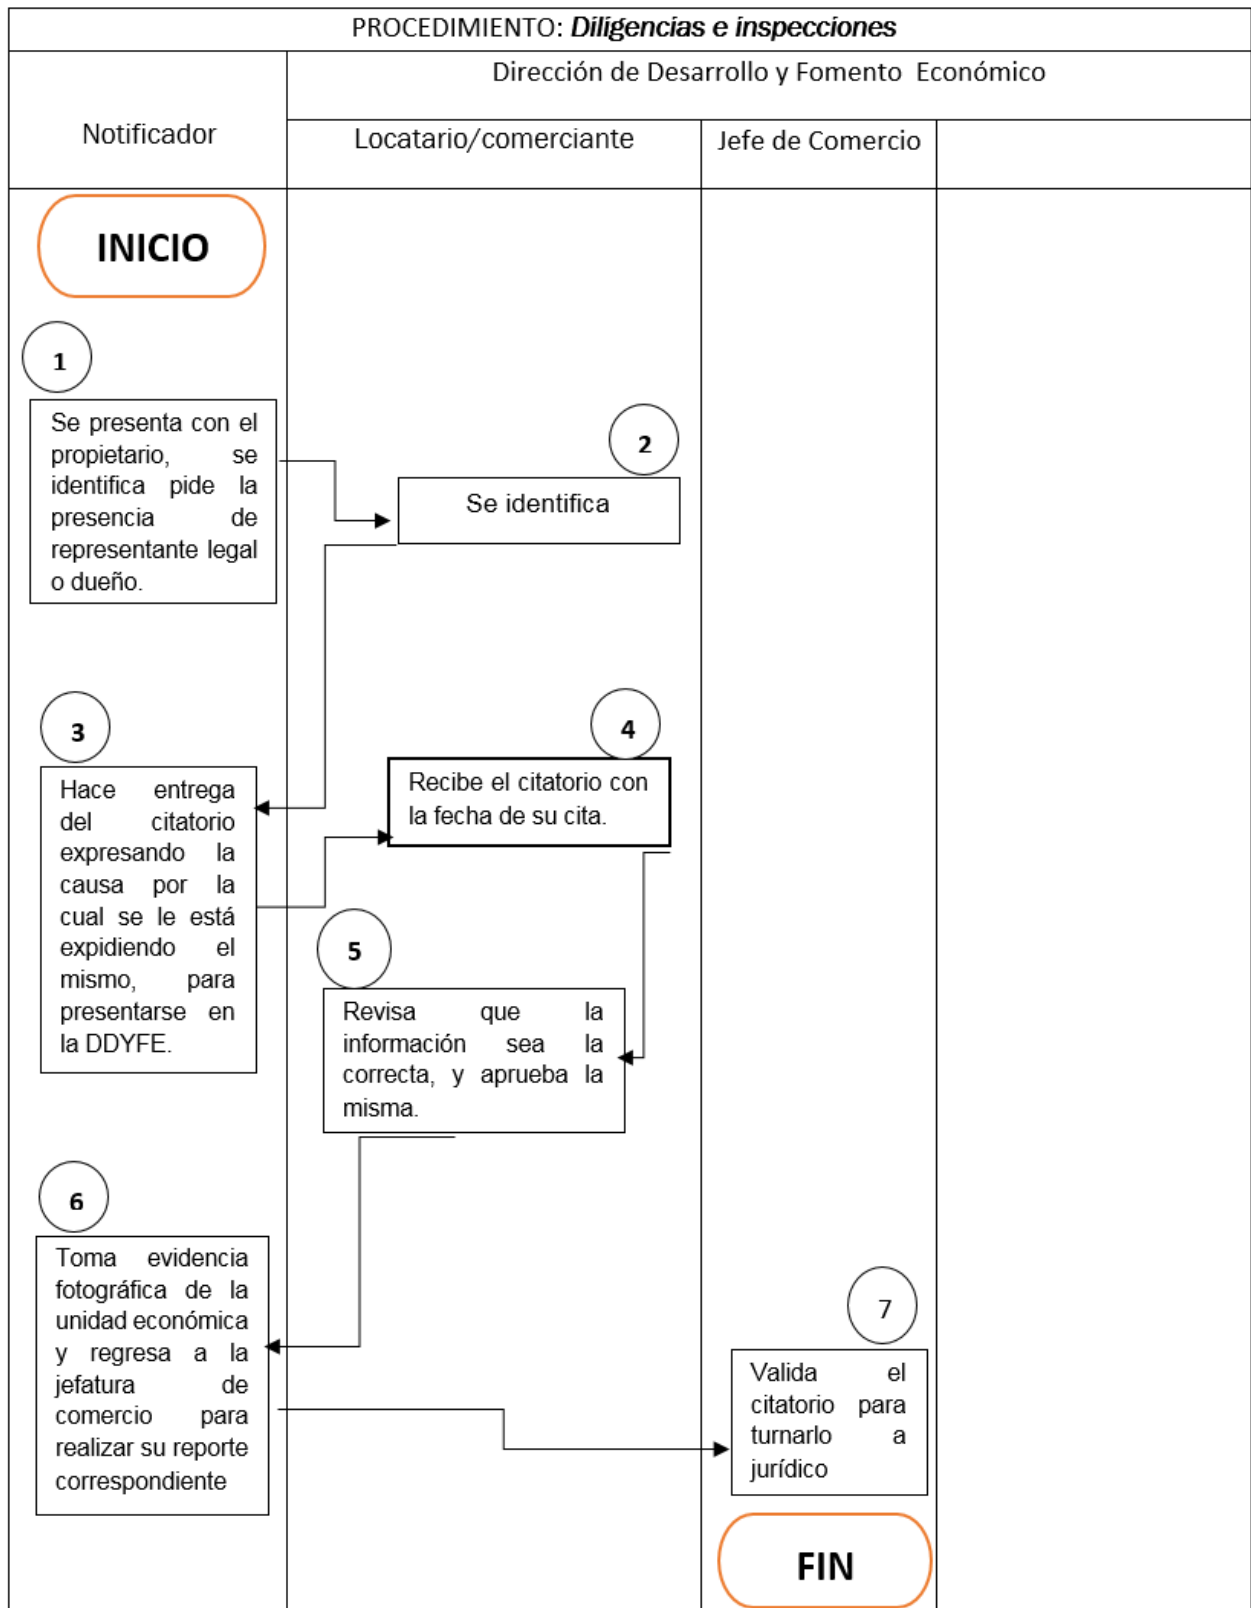 PROCEDIMIENTO: Diligencias e inspecciones
Dirección de Desarrollo y Fomento Económico
Notificador
Locatario/comerciante
Jefe de Comercio
INICIO
1
Se presenta con el
propietario, se
identifica pide la
presencia de
representante legal
o dueño.
2
Se identifica
3
Hace entrega
del citatorio
expresando la
causa por la
cual se le está
expidiendo el
mismo, para
presentarse en
la DDYFE.
4
Recibe el citatorio con
la fecha de su cita.
5
Revisa que la
información sea la
correcta, y aprueba la
misma.
6
Toma evidencia
fotográfica de la
unidad económica
y regresa a la
jefatura de
comercio para
realizar su reporte
correspondiente
7
Valida el
citatorio para
turnarlo a
jurídico
FIN